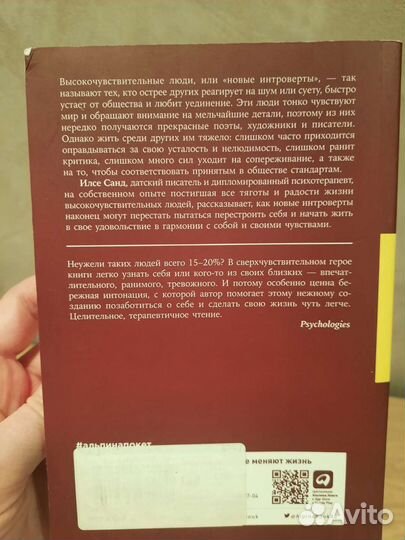 Высокочувствительные люди, или «новые интроверты», — так
называют тех, кто острее других реагирует на шум или суету, быстро
устает от общества и любит уединение. Эти люди тонко чувствуют
мир и обращают внимание на мельчайшие детали, поэтому из них
нередко получаются прекрасные поэты, художники и писатели.
Однако жить среди других им тяжело: слишком часто приходится
оправдываться за свою усталость и нелюдимость, слишком ранит
критика, слишком много сил уходит на сопереживание, а также
на то, чтобы соответствовать принятым в обществе стандартам.
Илсе Санд, датский писатель и дипломированный психотерапевт,
на собственном опыте постигшая все тяготы и радости жизни
высокочувствительных людей, рассказывает, как новые интроверты
наконец могут перестать пытаться перестроить себя и начать жить
в свое удовольствие в гармонии с собой и своими чувствами.
Неужели таких людей всего 15–20%? В сверхчувствительном герое
книги легко узнать себя или кого-то из своих близких — впечат-
лительного, ранимого, тревожного. И потому особенно ценна бе-
режная интонация, с которой автор помогает этому нежному со-
зданию позаботиться о себе и сделать свою жизнь чуть легче.
Целительное, терапевтичное чтение.
Psychologies
#альпинапокет
е меняют жизнь
Avito